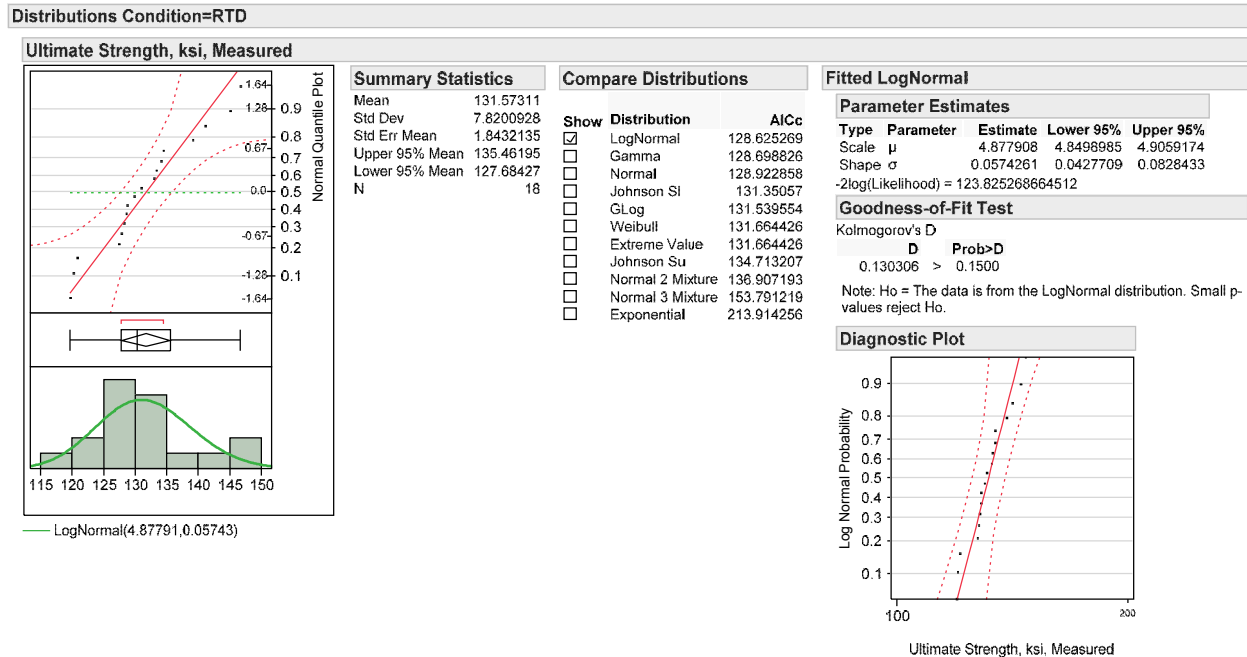 Distributions Condition=RTD
Ultimate Strength, ksi, Measured
1.64
1.28 0.9
0.8
0.67 0.7
0.6
0.0 0.5
0.4
0.3
-0.67 0.2
-1.28 0.1
-1.64
Normal Quantile Plot
115 120 125 130 135 140 145 150
LogNormal(4.87791,0.05743)
Summary Statistics
Mean 131.57311
Std Dev 7.8200928
Std Err Mean 1.8432135
Upper 95% Mean 135.46195
Lower 95% Mean 127.68427
N 18
Compare Distributions
Show Distribution AICc
LogNormal 128.625269
Gamma 128.698826
Normal 128.922858
Johnson Sl 131.35057
GLog 131.539554
Weibull 131.664426
Extreme Value 131.664426
Johnson Su 134.713207
Normal 2 Mixture 136.907193
Normal 3 Mixture 153.791219
Exponential 213.914256
Fitted LogNormal
Parameter Estimates
Type Parameter Estimate Lower 95% Upper 95%
Scale μ 4.877908 4.8498985 4.9059174
Shape σ 0.0574261 0.0427709 0.0828433
-2log(Likelihood) = 123.825268664512
Goodness-of-Fit Test
Kolmogorov's D
D Prob>D
0.130306 > 0.1500
Note: Ho = The data is from the LogNormal distribution. Small p-
values reject Ho.
Diagnostic Plot
Log Normal Probability
0.9
0.8
0.7
0.6
0.5
0.4
0.3
0.2
0.1
100 200
Ultimate Strength, ksi, Measured